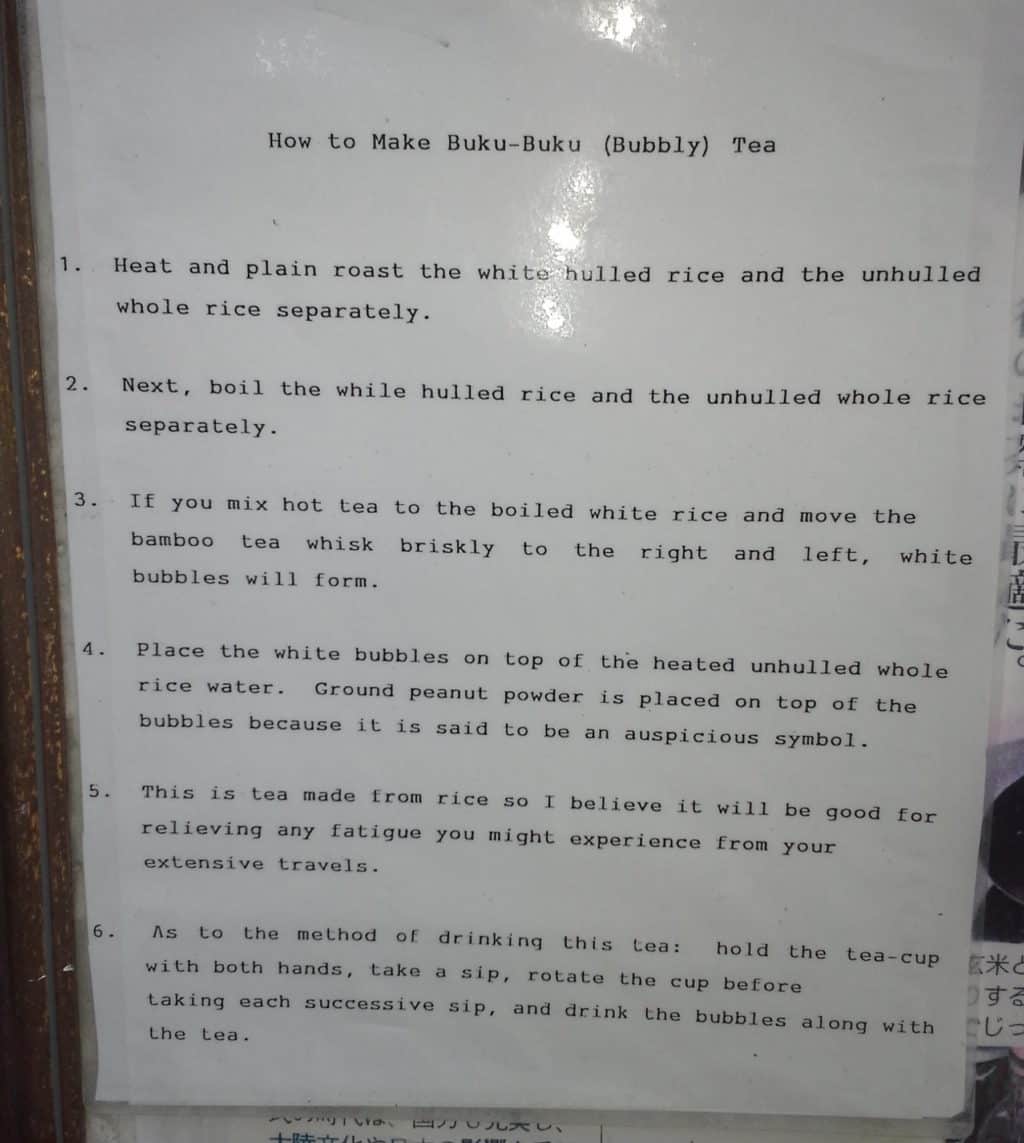 How to Make Buku-Buku (Bubbly) Tea
1. Heat and plain roast the white hulled rice and the unhulled
whole rice separately.
2. Next, boil the while hulled rice and the unhulled whole rice
separately.
3. If you mix hot tea to the boiled white rice and move the
bamboo tea whisk briskly to the right and left, white
bubbles will form.
4. Place the white bubbles on top of the heated unhulled whole
rice water. Ground peanut powder is placed on top of the
bubbles because it is said to be an auspicious symbol.
5. This is tea made from rice so I believe it will be good for
relieving any fatigue you might experience from your
extensive travels.
6. As to the method of drinking this tea: hold the tea-cup
with both hands, take a sip, rotate the cup before
taking each successive sip, and drink the bubbles along with
the tea.
玄米と
する
じっ